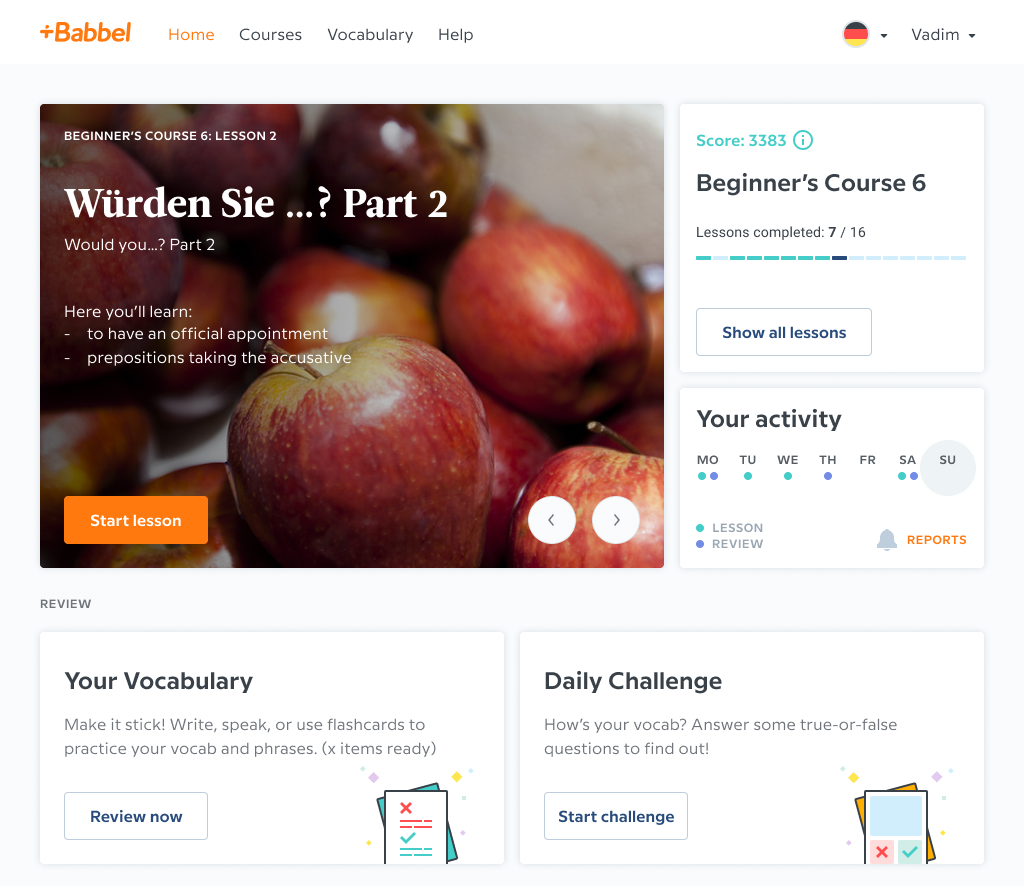 +Babbel
Home
Courses
Vocabulary
Help
Vadim
BEGINNER'S COURSE 6: LESSON 2
Würden Sie ...? Part 2
Would you...? Part 2
Here you'll learn:
- to have an official appointment
- prepositions taking the accusative
Start lesson
Score: 3383
Beginner's Course 6
Lessons completed: 7 / 16
Show all lessons
Your activity
MO TU WE TH FR SA SU
LESSON
REVIEW
REPORTS
REVIEW
Your Vocabulary
Make it stick! Write, speak, or use flashcards to
practice your vocab and phrases. (x items ready)
Review now
Daily Challenge
How's your vocab? Answer some true-or-false
questions to find out!
Start challenge